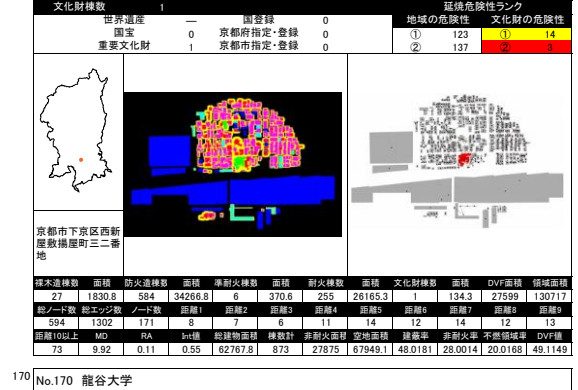 文化財棟数 1 延焼危険性ランク
世界遺産 — 国登録 0 地域の危険性 文化財の危険性
国宝 0 京都府指定・登録 0 ① 123 ① 14
重要文化財 1 京都市指定・登録 0 ② 137 ② 3
京都市下京区西新
屋敷揚屋町三二番
地
裸木造棟数 面積 防火造棟数 面積 準耐火棟数 面積 耐火棟数 面積 文化財棟数 面積 DVF面積 領域面積
27 1830.8 584 34266.8 6 370.6 255 26165.3 1 134.3 27599 130717
総ノード数 総エッジ数 ノード数 距離1 距離2 距離3 距離4 距離5 距離6 距離7 距離8 距離9
594 1302 171 8 7 6 11 14 12 14 12 13
距離10以上 MD RA Int値 総建物面積 棟数計 非耐火面積 空地面積 建蔽率 非耐火率 不燃領域率 DVF値
73 9.92 0.11 0.55 62767.8 873 27875 67949.1 48.0181 28.0014 20.0168 49.1149
170 No.170 龍谷大学